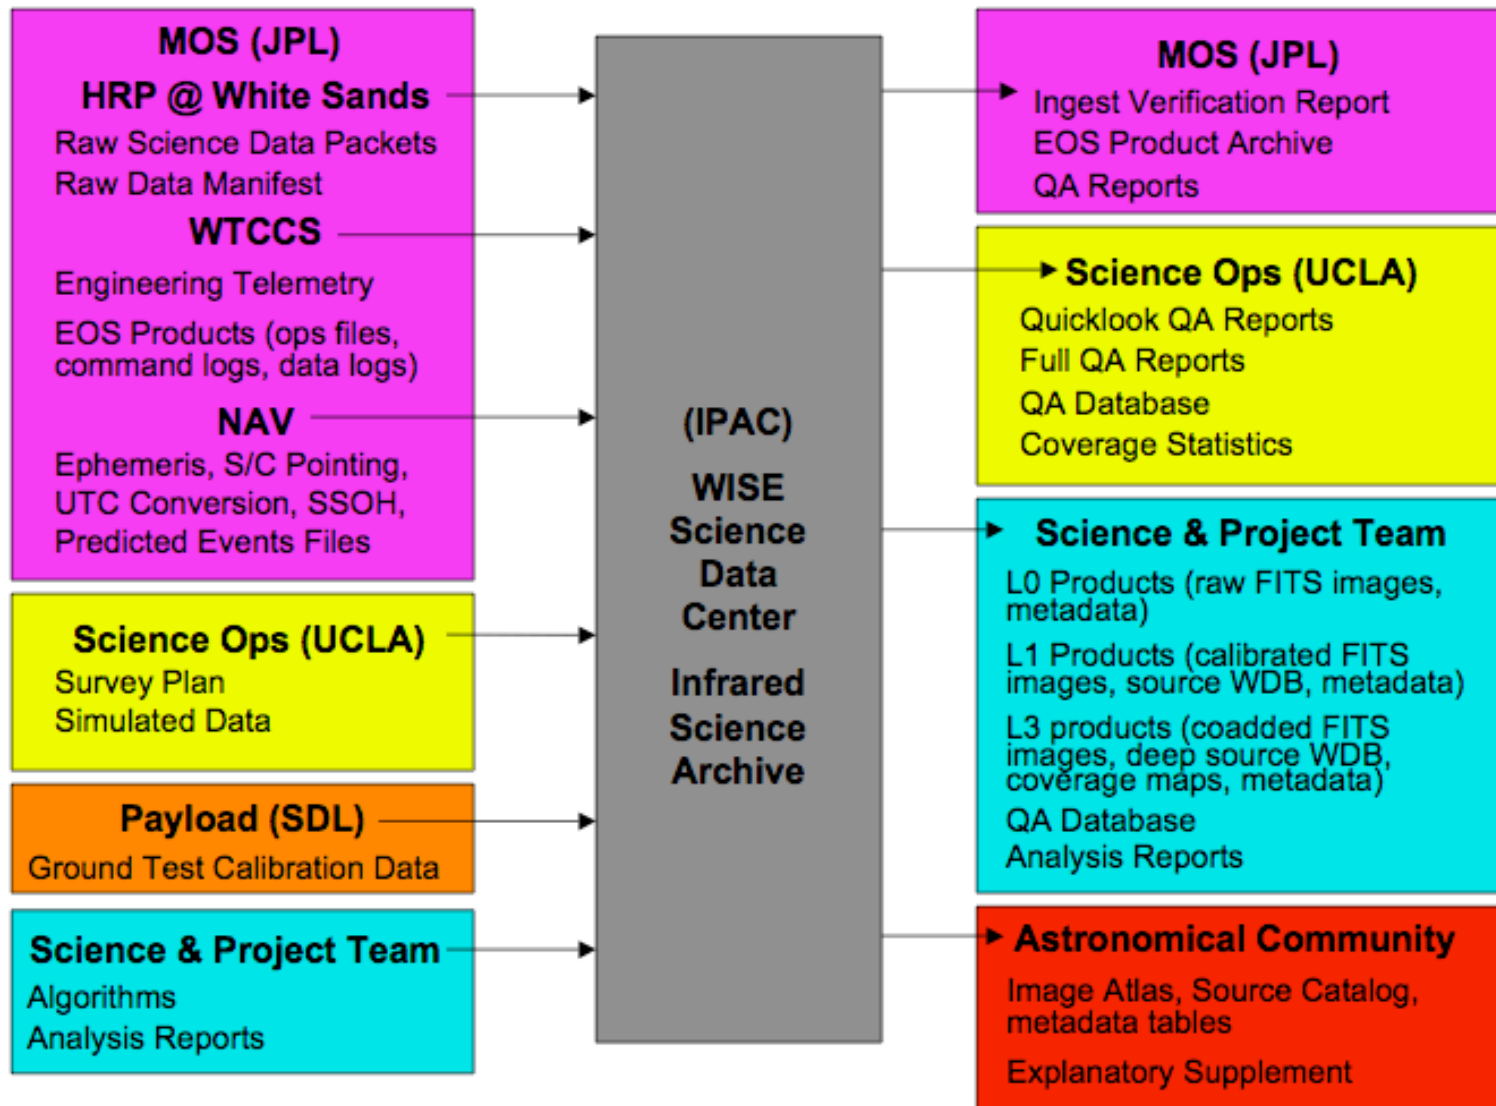 MOS (JPL)
HRP @ White Sands
Raw Science Data Packets
Raw Data Manifest
WTCCS
Engineering Telemetry
EOS Products (ops files,
command logs, data logs)
NAV
Ephemeris, S/C Pointing,
UTC Conversion, SSOH,
Predicted Events Files
Science Ops (UCLA)
Survey Plan
Simulated Data
Payload (SDL)
Ground Test Calibration Data
Science & Project Team
Algorithms
Analysis Reports
(IPAC)
WISE
Science
Data
Center
Infrared
Science
Archive
MOS (JPL)
Ingest Verification Report
EOS Product Archive
QA Reports
Science Ops (UCLA)
Quicklook QA Reports
Full QA Reports
QA Database
Coverage Statistics
Science & Project Team
L0 Products (raw FITS images,
metadata)
L1 Products (calibrated FITS
images, source WDB, metadata)
L3 products (coadded FITS
images, deep source WDB,
coverage maps, metadata)
QA Database
Analysis Reports
Astronomical Community
Image Atlas, Source Catalog,
metadata tables
Explanatory Supplement